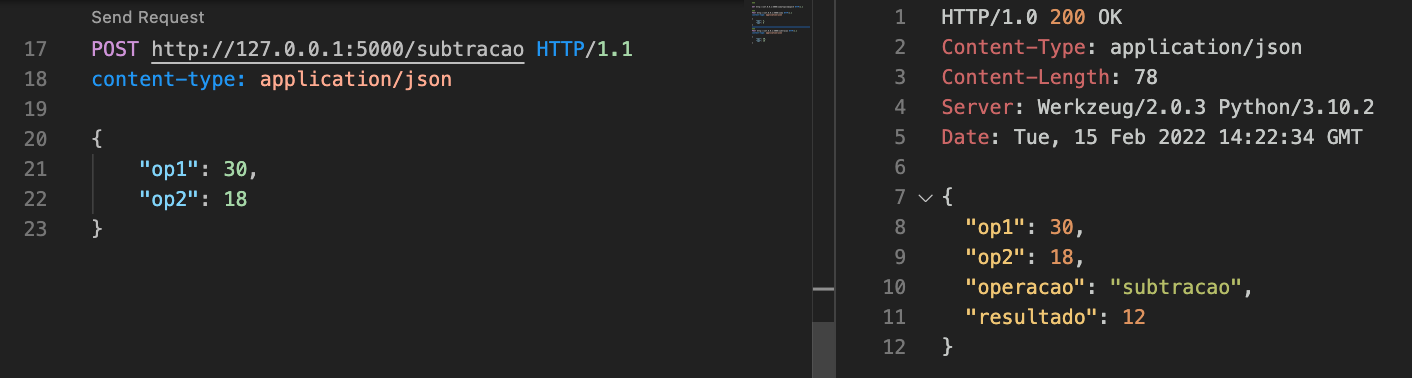 Send Request
17 POST http://127.0.0.1:5000/subtracao HTTP/1.1
18 content-type: application/json
19
20 {
21 "op1": 30,
22 "op2": 18
23 }
1 HTTP/1.0 200 OK
2 Content-Type: application/json
3 Content-Length: 78
4 Server: Werkzeug/2.0.3 Python/3.10.2
5 Date: Tue, 15 Feb 2022 14:22:34 GMT
6
7 {
8 "op1": 30,
9 "op2": 18,
10 "operacao": "subtracao",
11 "resultado": 12
12 }